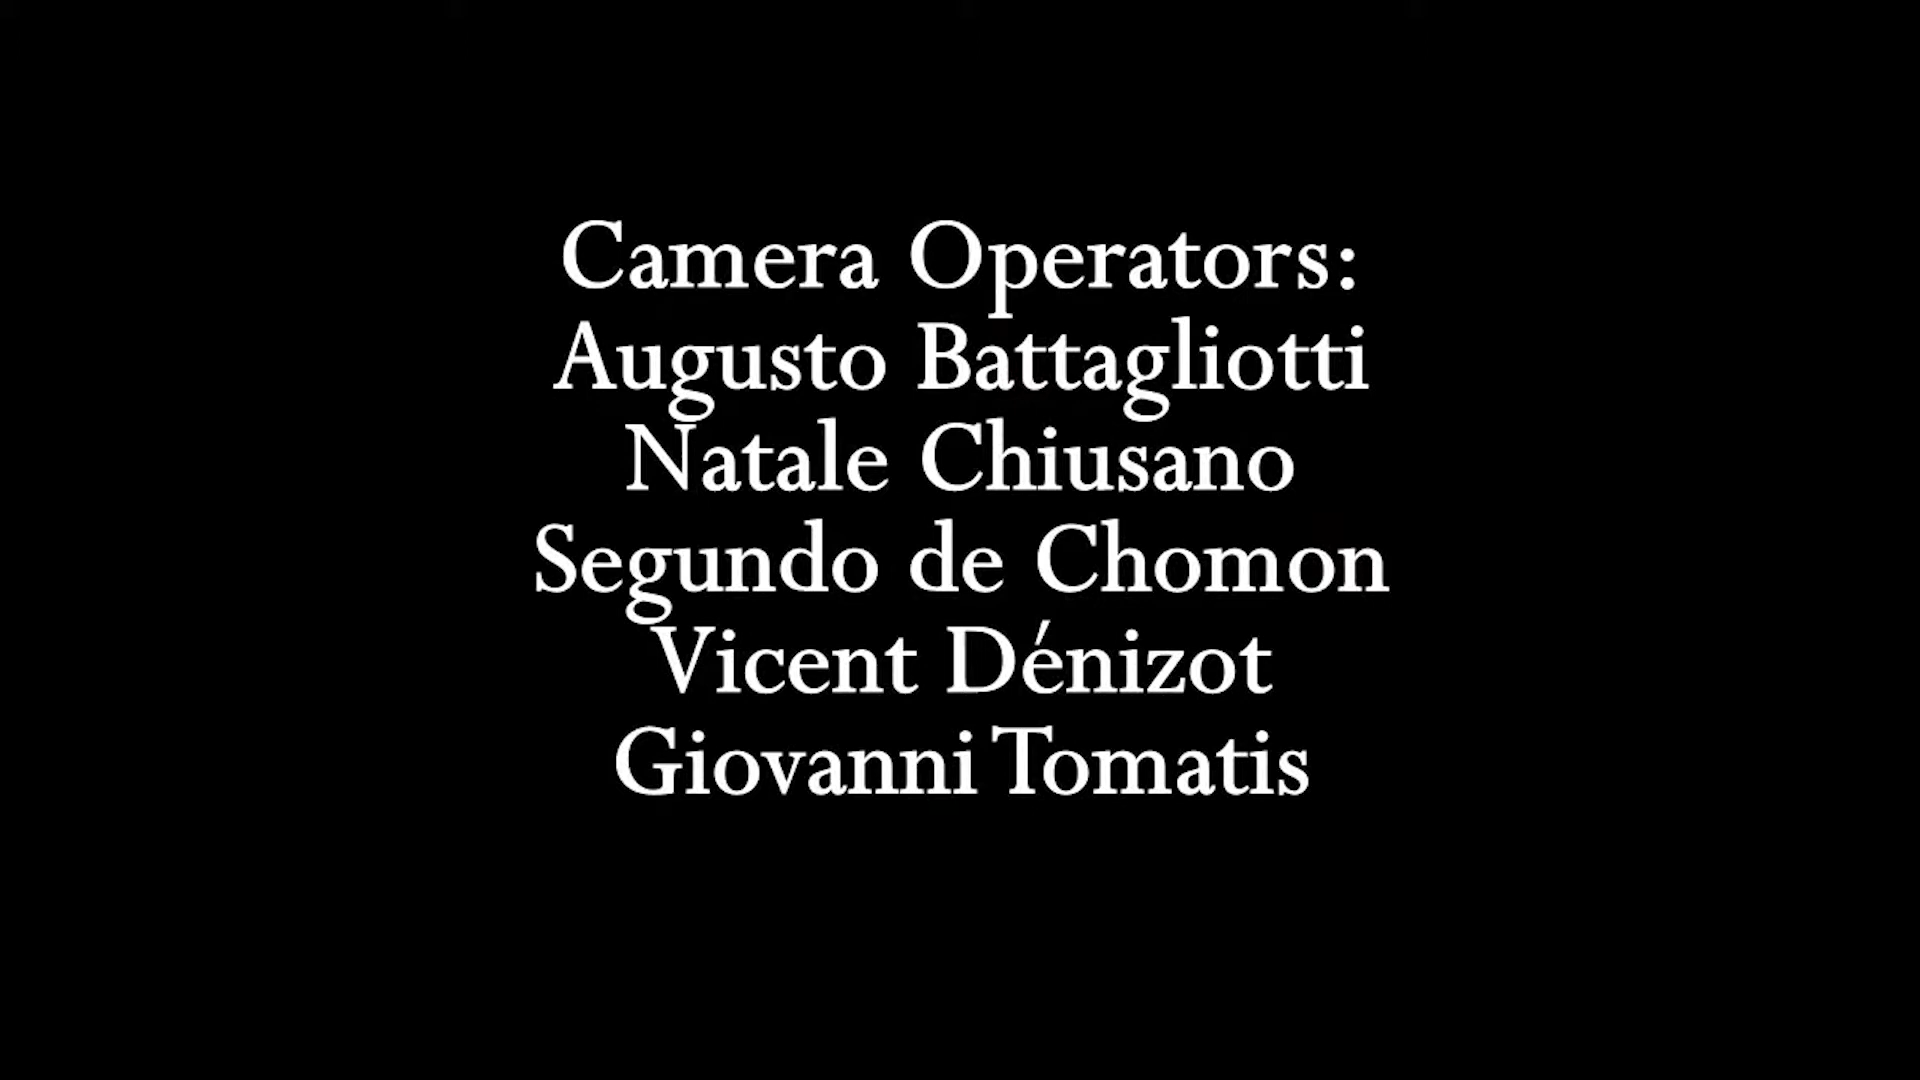 Camera Operators:
Augusto Battagliotti
Natale Chiusano
Segundo de Chomon
Vicent Dénizot
Giovanni Tomatis